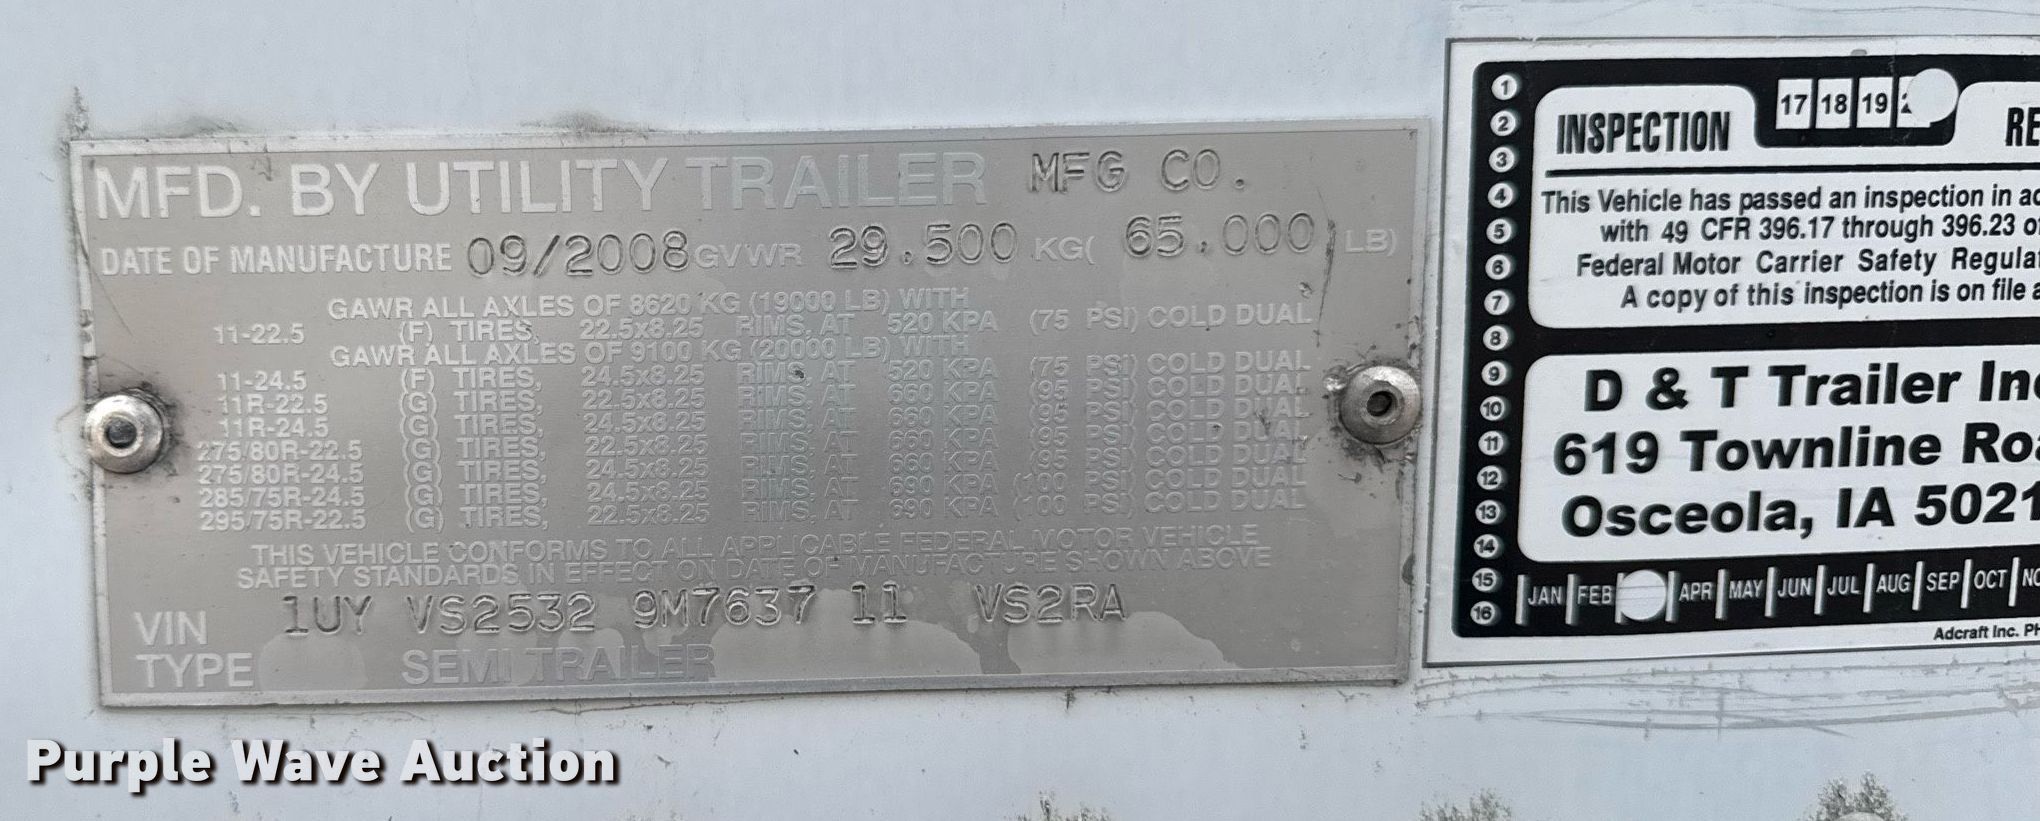 MFD. BY UTILITY TRAILER MFG CO.
DATE OF MANUFACTURE 09/2008 GVWR 29.500 KG( 65.000 LB)
GAWR ALL AXLES OF 8620 KG (19000 LB) WITH
11-22.5 (F) TIRES, 22.5x8.25 RIMS, AT 520 KPA (75 PSI) COLD DUAL
GAWR ALL AXLES OF 9100 KG (20000 LB) WITH
11-24.5 (F) TIRES, 24.5x8.25 RIMS, AT 520 KPA (75 PSI) COLD DUAL
11R-22.5 (G) TIRES, 22.5x8.25 RIMS, AT 660 KPA (95 PSI) COLD DUAL
11R-24.5 (G) TIRES, 24.5x8.25 RIMS, AT 660 KPA (95 PSI) COLD DUAL
275/80R-22.5 (G) TIRES, 22.5x8.25 RIMS, AT 660 KPA (95 PSI) COLD DUAL
275/80R-24.5 (G) TIRES, 24.5x8.25 RIMS, AT 660 KPA (95 PSI) COLD DUAL
285/75R-24.5 (G) TIRES, 24.5x8.25 RIMS, AT 690 KPA (100 PSI) COLD DUAL
295/75R-22.5 (G) TIRES, 22.5x8.25 RIMS, AT 690 KPA (100 PSI) COLD DUAL
THIS VEHICLE CONFORMS TO ALL APPLICABLE FEDERAL MOTOR VEHICLE
SAFETY STANDARDS IN EFFECT ON DATE OF MANUFACTURE SHOWN ABOVE
VIN 1UY VS2532 9M7637 11 VS2RA
TYPE SEMI TRAILER
1
2
3
4
5
6
7
8
9
10
11
12
13
14
15
16
17 18 19
INSPECTION RE
This Vehicle has passed an inspection in ac
with 49 CFR 396.17 through 396.23 o
Federal Motor Carrier Safety Regulat
A copy of this inspection is on file a
D & T Trailer Inc
619 Townline Roa
Osceola, IA 5021
JAN FEB APR MAY JUN JUL AUG SEP OCT NO
Adcraft Inc. PH
Purple Wave Auction